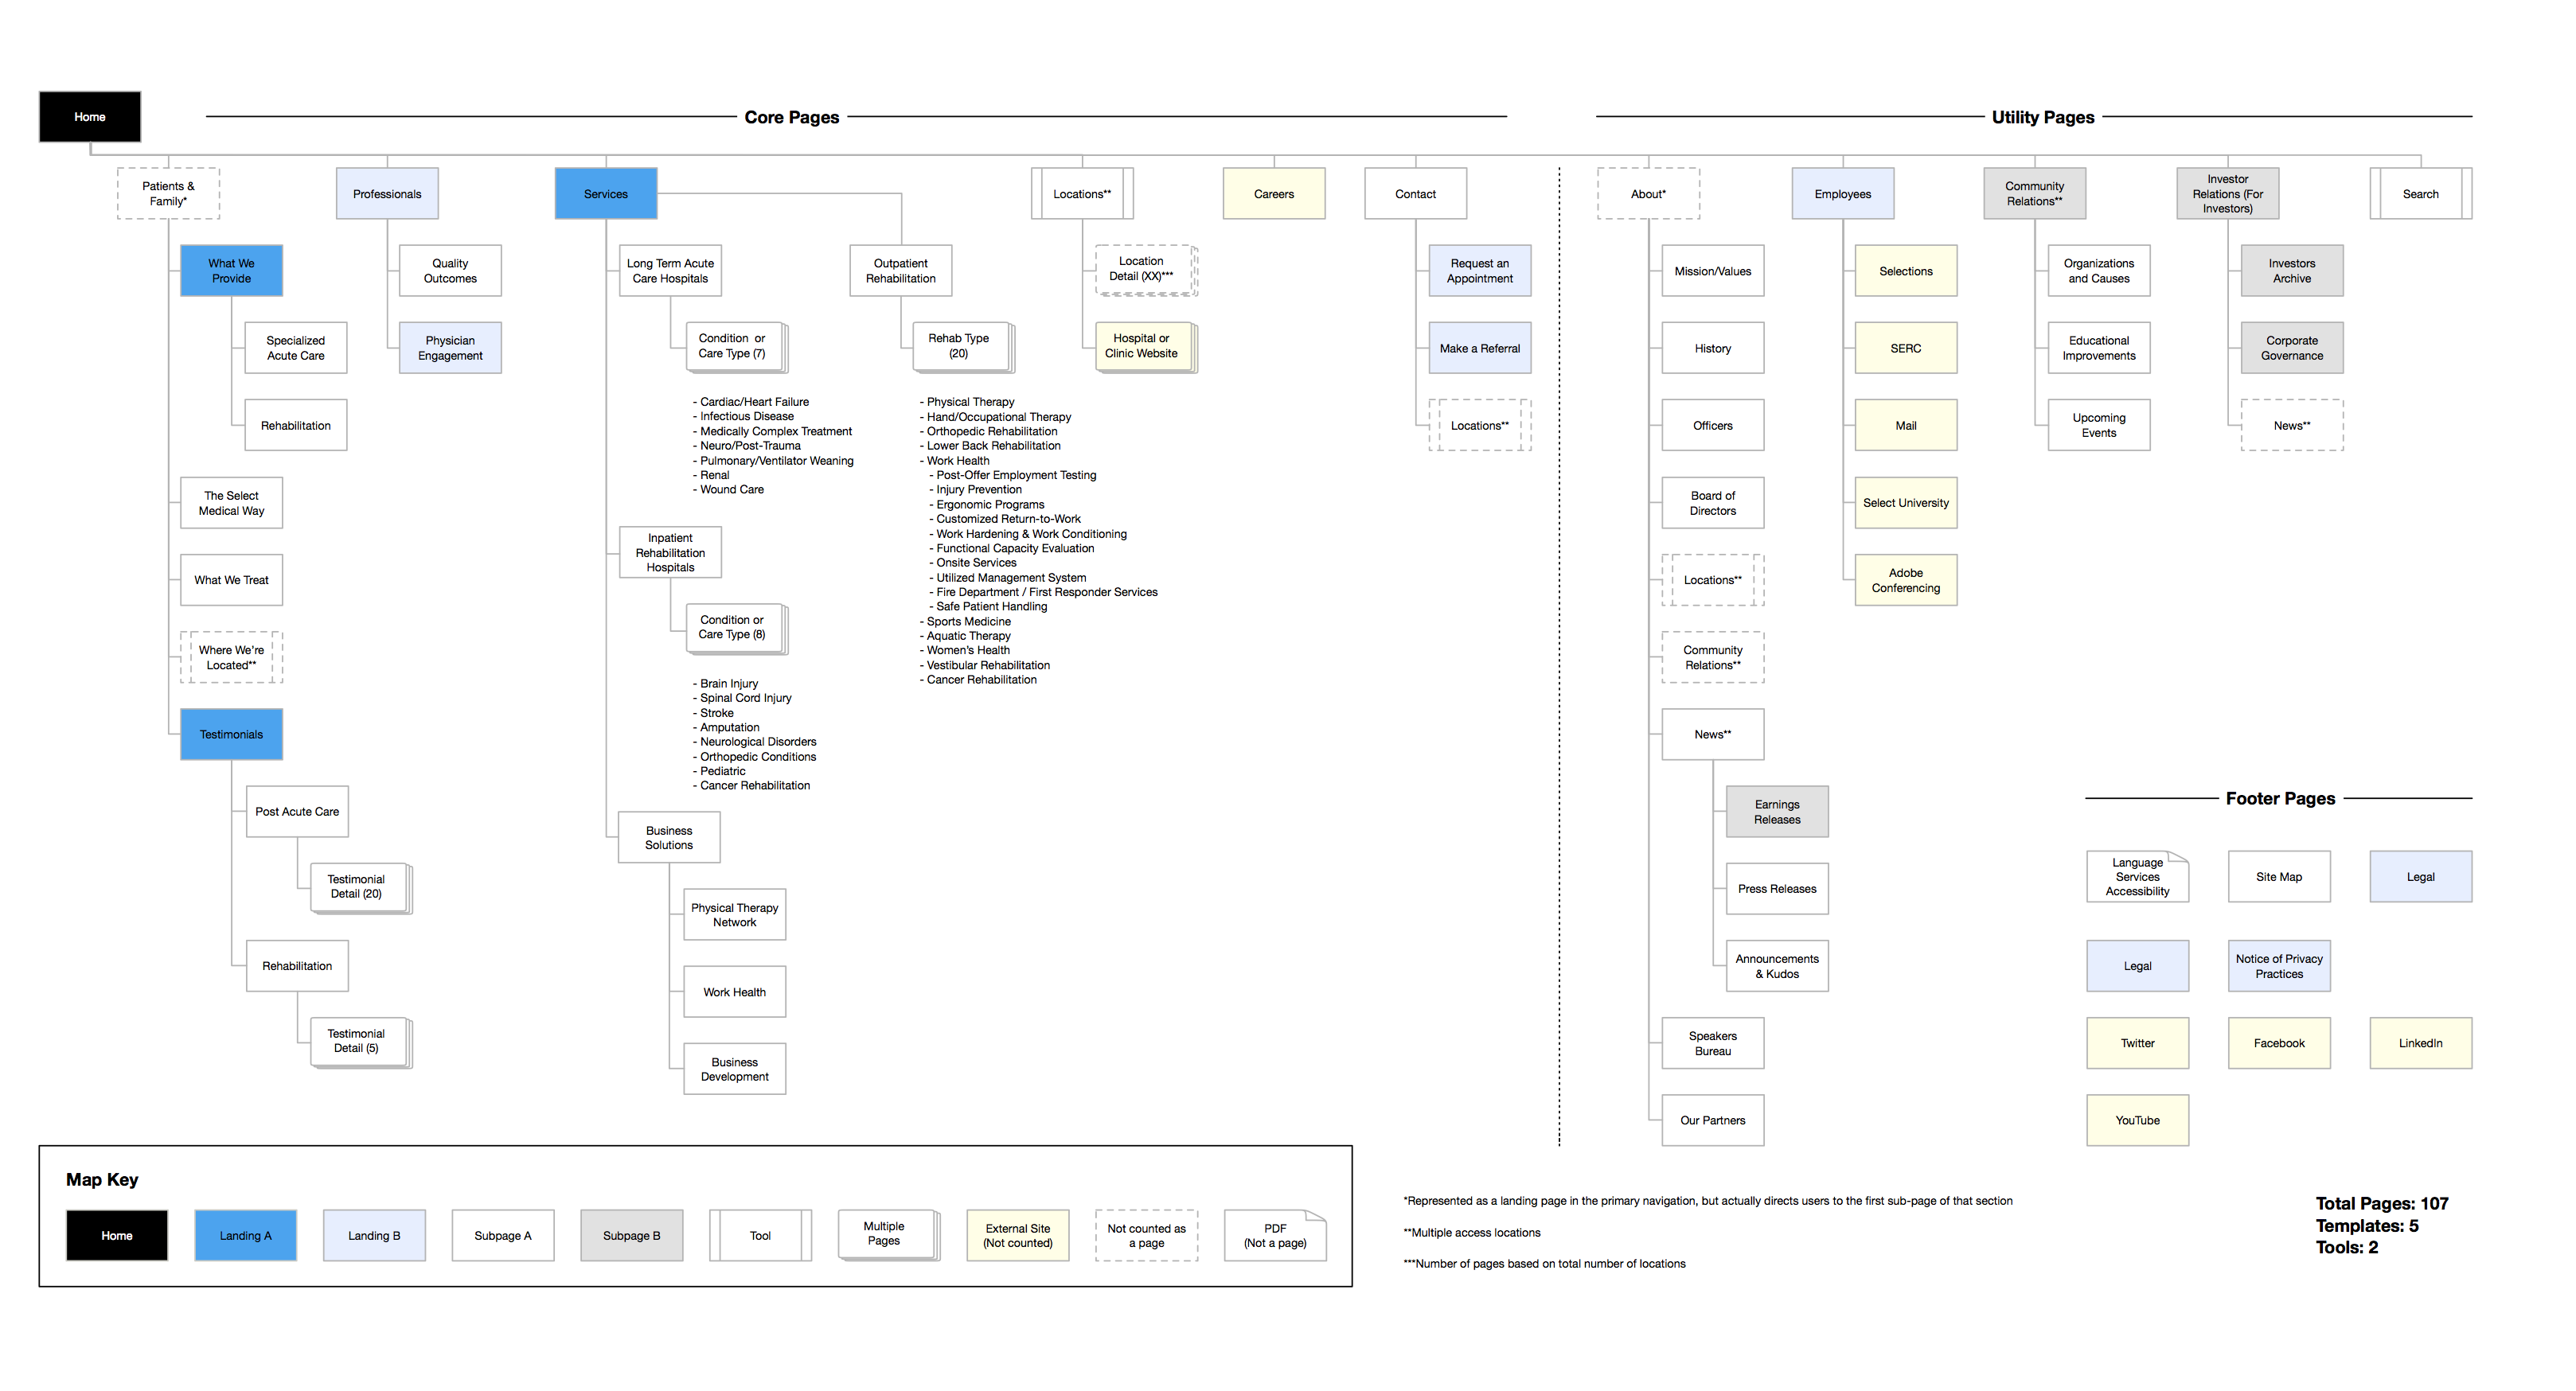 Home
Core Pages
Utility Pages
Patients &
Family*
Professionals
Services
Locations**
Careers
Contact
About*
Employees
Community
Relations**
Investor
Relations (For
Investors)
Search
What We
Provide
Specialized
Acute Care
Rehabilitation
The Select
Medical Way
What We Treat
Where We're
Located**
Testimonials
Post Acute Care
Testimonial
Detail (20)
Rehabilitation
Testimonial
Detail (5)
Quality
Outcomes
Physician
Engagement
Long Term Acute
Care Hospitals
Condition or
Care Type (7)
- Cardiac/Heart Failure
- Infectious Disease
- Medically Complex Treatment
- Neuro/Post-Trauma
- Pulmonary/Ventilator Weaning
- Renal
- Wound Care
Inpatient
Rehabilitation
Hospitals
Condition or
Care Type (8)
- Brain Injury
- Spinal Cord Injury
- Stroke
- Amputation
- Neurological Disorders
- Orthopedic Conditions
- Pediatric
- Cancer Rehabilitation
Business
Solutions
Physical Therapy
Network
Work Health
Business
Development
Outpatient
Rehabilitation
Rehab Type
(20)
- Physical Therapy
- Hand/Occupational Therapy
- Orthopedic Rehabilitation
- Lower Back Rehabilitation
- Work Health
- Post-Offer Employment Testing
- Injury Prevention
- Ergonomic Programs
- Customized Return-to-Work
- Work Hardening & Work Conditioning
- Functional Capacity Evaluation
- Onsite Services
- Utilized Management System
- Fire Department / First Responder Services
- Safe Patient Handling
- Sports Medicine
- Aquatic Therapy
- Women's Health
- Vestibular Rehabilitation
- Cancer Rehabilitation
Location
Detail (XX)***
Hospital or
Clinic Website
Request an
Appointment
Make a Referral
Locations**
Mission/Values
History
Officers
Board of
Directors
Locations**
Community
Relations**
News**
Earnings
Releases
Press Releases
Announcements
& Kudos
Speakers
Bureau
Our Partners
Selections
SERC
Mail
Select University
Adobe
Conferencing
Organizations
and Causes
Educational
Improvements
Upcoming
Events
Investors
Archive
Corporate
Governance
News**
Footer Pages
Language
Services
Accessibility
Site Map
Legal
Legal
Notice of Privacy
Practices
Twitter
Facebook
LinkedIn
YouTube
Map Key
Home
Landing A
Landing B
Subpage A
Subpage B
Tool
Multiple
Pages
External Site
(Not counted)
Not counted as
a page
PDF
(Not a page)
*Represented as a landing page in the primary navigation, but actually directs users to the first sub-page of that section
**Multiple access locations
***Number of pages based on total number of locations
Total Pages: 107
Templates: 5
Tools: 2